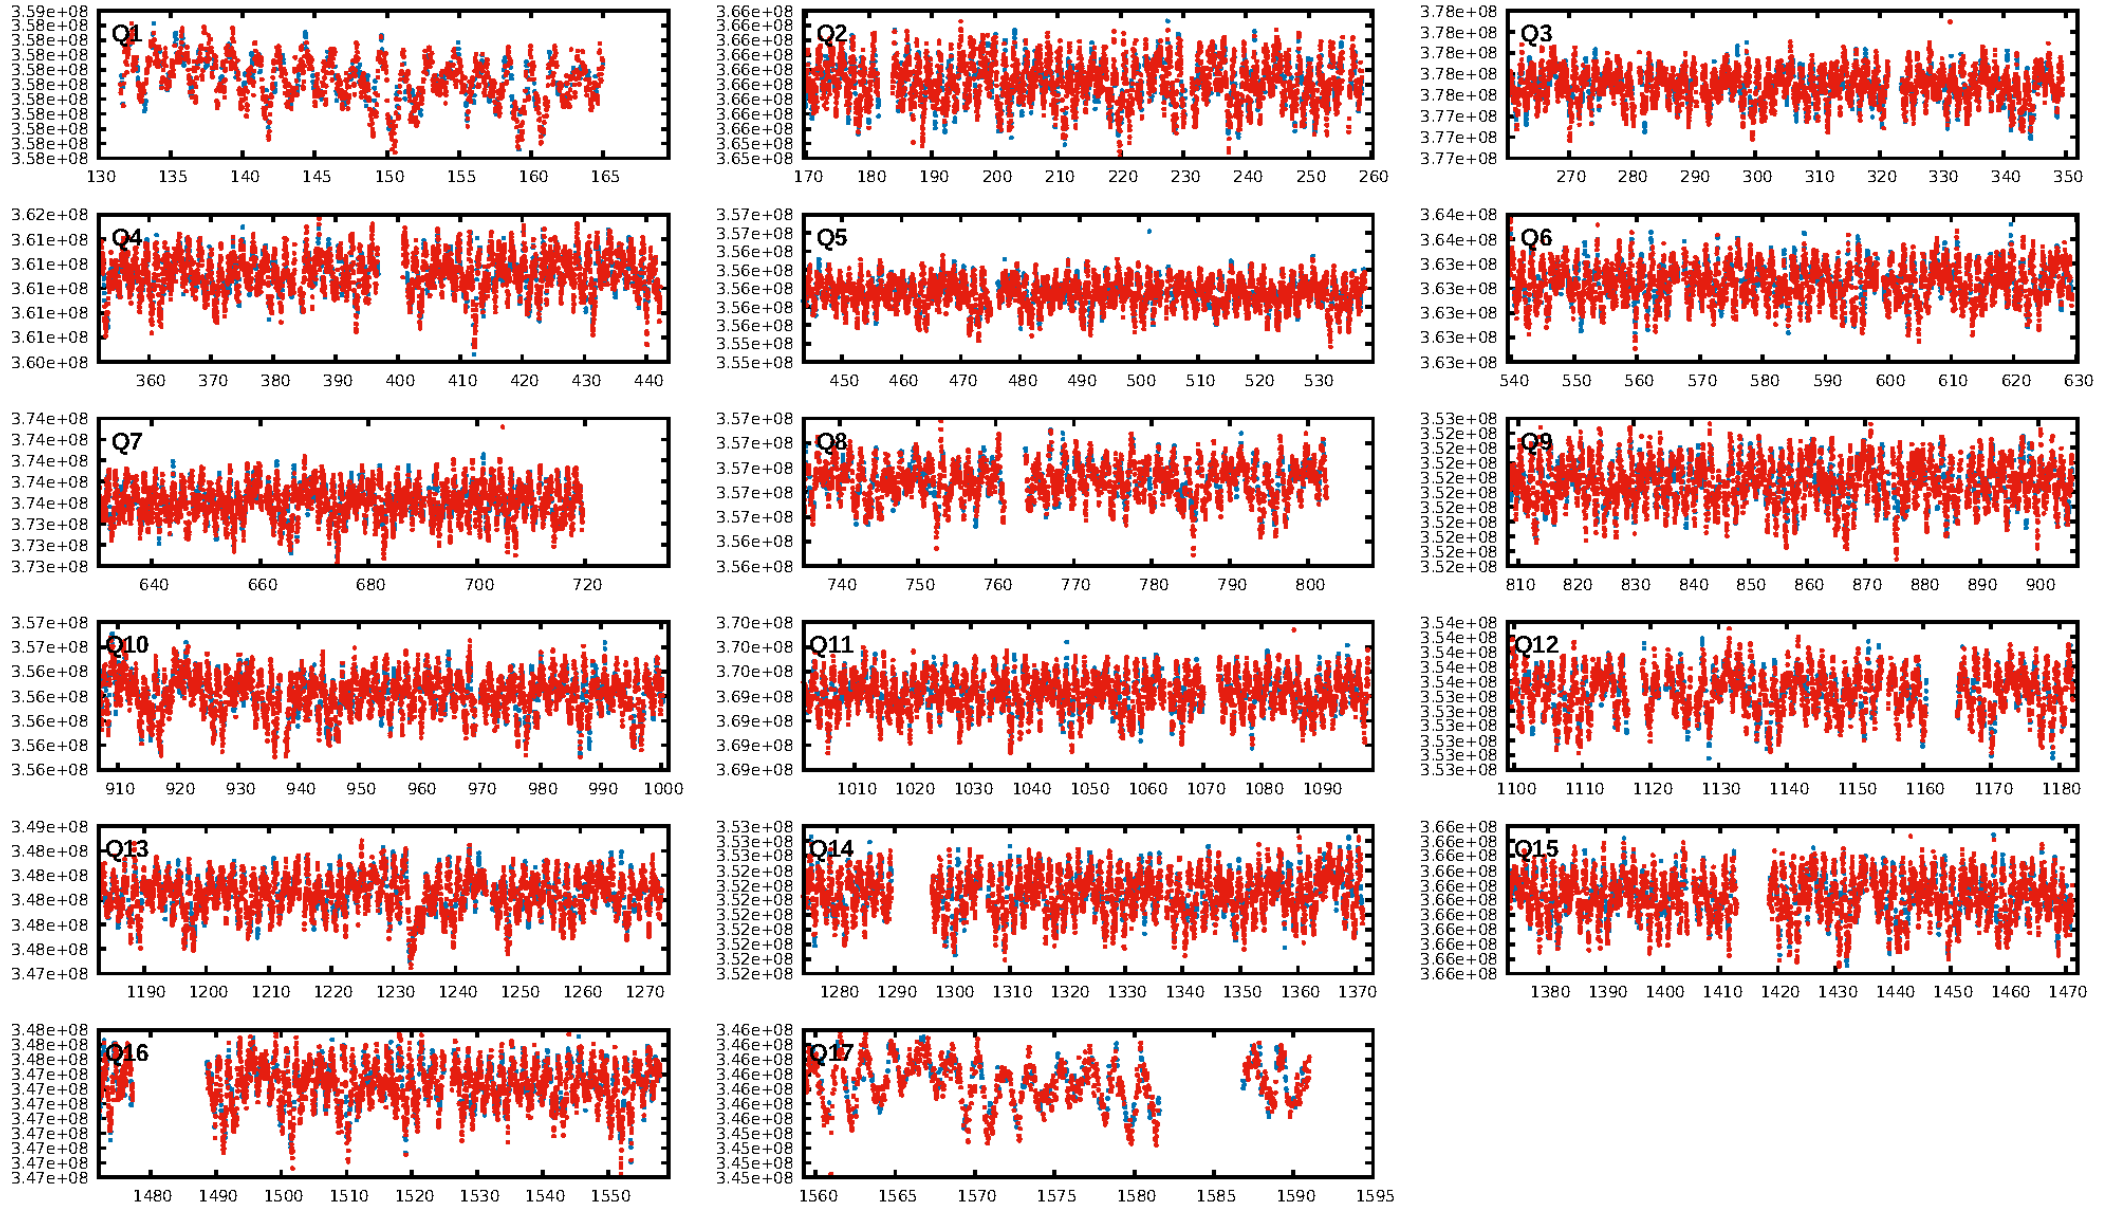 Q1
3.59e+08
3.58e+08
3.58e+08
3.58e+08
3.58e+08
3.58e+08
3.58e+08
3.58e+08
3.58e+08
3.58e+08
3.58e+08
130 135 140 145 150 155 160 165
Q2
3.66e+08
3.66e+08
3.66e+08
3.66e+08
3.66e+08
3.66e+08
3.66e+08
3.66e+08
3.66e+08
3.66e+08
3.65e+08
170 180 190 200 210 220 230 240 250 260
Q3
3.78e+08
3.78e+08
3.78e+08
3.78e+08
3.78e+08
3.77e+08
3.77e+08
3.77e+08
270 280 290 300 310 320 330 340 350
Q4
3.62e+08
3.61e+08
3.61e+08
3.61e+08
3.61e+08
3.61e+08
3.60e+08
360 370 380 390 400 410 420 430 440
Q5
3.57e+08
3.57e+08
3.56e+08
3.56e+08
3.56e+08
3.56e+08
3.56e+08
3.55e+08
3.55e+08
450 460 470 480 490 500 510 520 530
Q6
3.64e+08
3.64e+08
3.63e+08
3.63e+08
3.63e+08
3.63e+08
3.63e+08
540 550 560 570 580 590 600 610 620 630
Q7
3.74e+08
3.74e+08
3.74e+08
3.74e+08
3.74e+08
3.73e+08
3.73e+08
3.73e+08
640 660 680 700 720
Q8
3.57e+08
3.57e+08
3.57e+08
3.57e+08
3.57e+08
3.56e+08
3.56e+08
740 750 760 770 780 790 800
Q9
3.53e+08
3.52e+08
3.52e+08
3.52e+08
3.52e+08
3.52e+08
3.52e+08
3.52e+08
3.52e+08
3.52e+08
3.52e+08
810 820 830 840 850 860 870 880 890 900
Q10
3.57e+08
3.57e+08
3.56e+08
3.56e+08
3.56e+08
3.56e+08
3.56e+08
910 920 930 940 950 960 970 980 990 1000
Q11
3.70e+08
3.70e+08
3.70e+08
3.69e+08
3.69e+08
3.69e+08
3.69e+08
1010 1020 1030 1040 1050 1060 1070 1080 1090
Q12
3.54e+08
3.54e+08
3.54e+08
3.54e+08
3.54e+08
3.53e+08
3.53e+08
3.53e+08
3.53e+08
3.53e+08
3.53e+08
1100 1110 1120 1130 1140 1150 1160 1170 1180
Q13
3.49e+08
3.48e+08
3.48e+08
3.48e+08
3.48e+08
3.48e+08
3.47e+08
1190 1200 1210 1220 1230 1240 1250 1260 1270
Q14
3.53e+08
3.53e+08
3.53e+08
3.52e+08
3.52e+08
3.52e+08
3.52e+08
3.52e+08
3.52e+08
3.52e+08
3.52e+08
1280 1290 1300 1310 1320 1330 1340 1350 1360 1370
Q15
3.66e+08
3.66e+08
3.66e+08
3.66e+08
3.66e+08
3.66e+08
3.66e+08
3.66e+08
3.66e+08
3.66e+08
3.66e+08
1380 1390 1400 1410 1420 1430 1440 1450 1460 1470
Q16
3.48e+08
3.48e+08
3.48e+08
3.47e+08
3.47e+08
3.47e+08
3.47e+08
3.47e+08
3.47e+08
3.47e+08
3.47e+08
1480 1490 1500 1510 1520 1530 1540 1550
Q17
3.46e+08
3.46e+08
3.46e+08
3.46e+08
3.46e+08
3.46e+08
3.46e+08
3.45e+08
3.45e+08
3.45e+08
3.45e+08
1560 1565 1570 1575 1580 1585 1590 1595